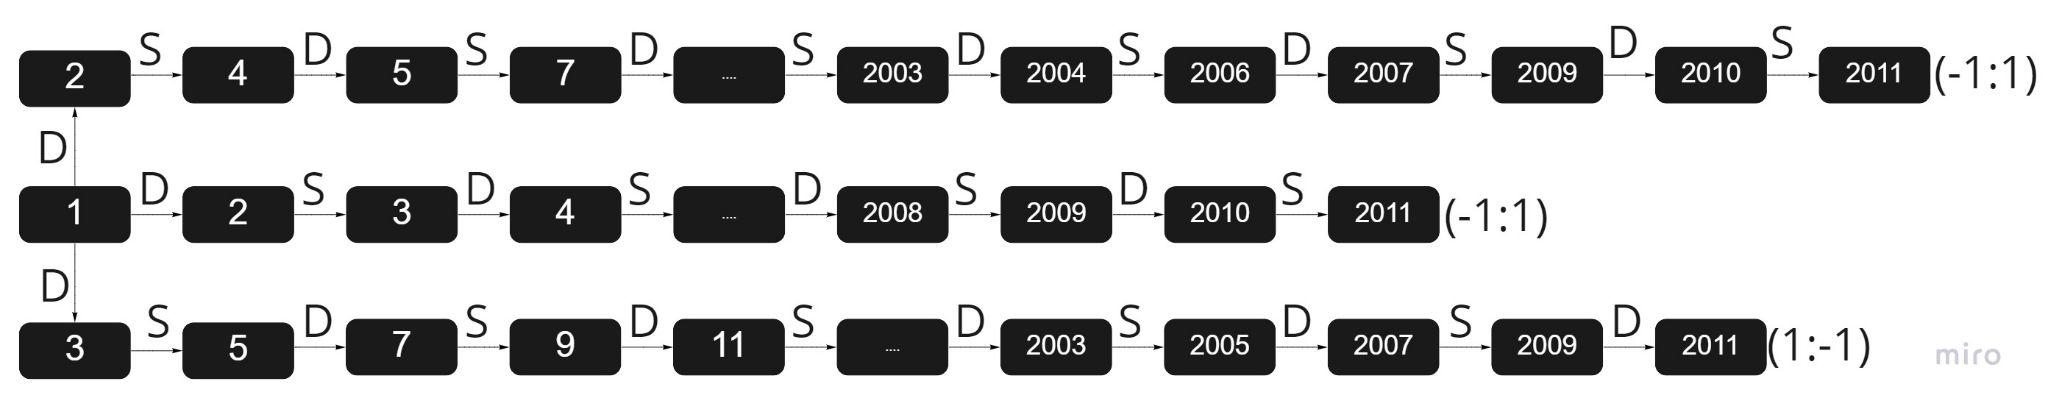 S D S D S D S D S D S
2 4 5 7 .... 2003 2004 2006 2007 2009 2010 2011 (-1:1)
D
D S D S D S D S
1 2 3 4 .... 2008 2009 2010 2011 (-1:1)
D
S D S D S D S D S D
3 5 7 9 11 .... 2003 2005 2007 2009 2011 (1:-1)
miro